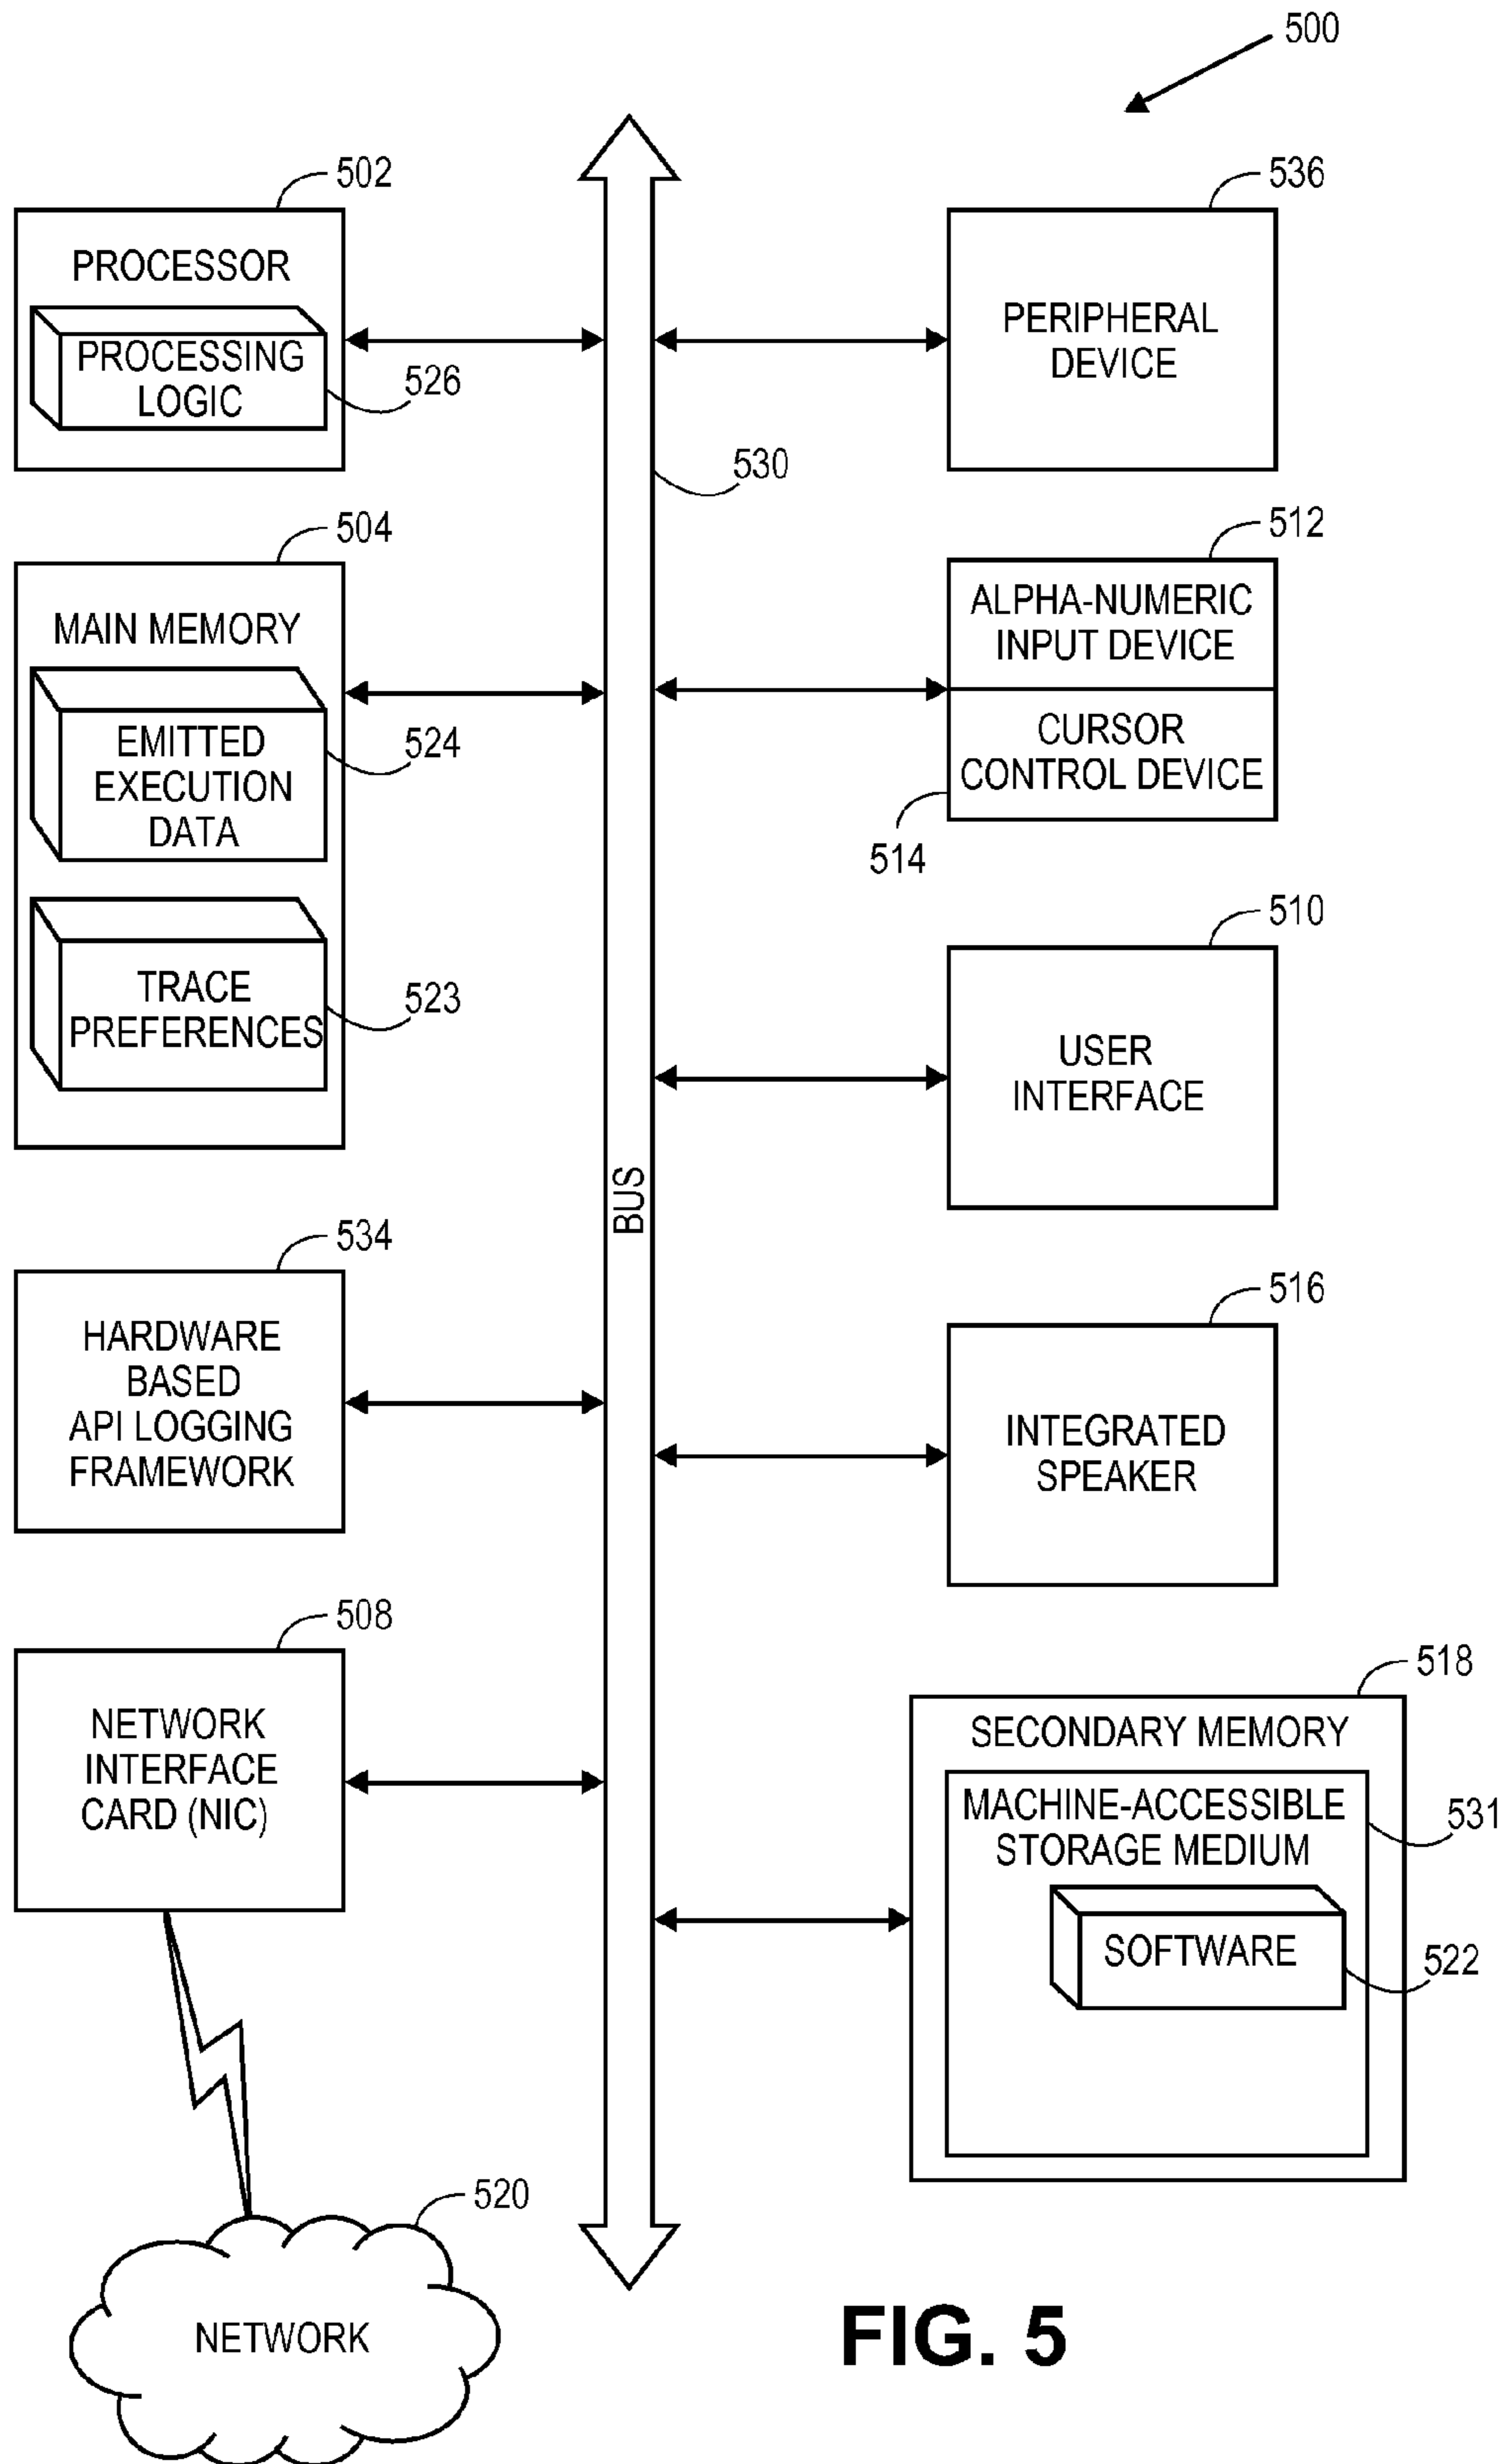 500
502
PROCESSOR
PROCESSING
LOGIC
526
504
MAIN MEMORY
EMITTED
EXECUTION
DATA
524
TRACE
PREFERENCES
523
534
HARDWARE
BASED
API LOGGING
FRAMEWORK
508
NETWORK
INTERFACE
CARD (NIC)
520
NETWORK
BUS
530
536
PERIPHERAL
DEVICE
512
ALPHA-NUMERIC
INPUT DEVICE
CURSOR
CONTROL DEVICE
514
510
USER
INTERFACE
516
INTEGRATED
SPEAKER
518
SECONDARY MEMORY
MACHINE-ACCESSIBLE
STORAGE MEDIUM
531
SOFTWARE
522
FIG. 5